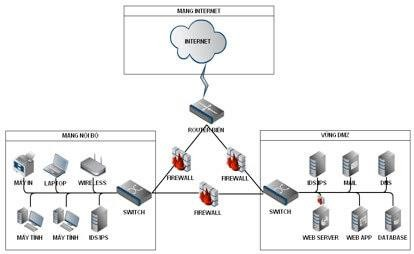 MẠNG INTERNET
INTERNET
ROUTER BIÊN
MẠNG NỘI BỘ
VÙNG DMZ
MÁY IN
LAPTOP
WIRELESS
FIREWALL
FIREWALL
IDS/IPS
MAIL
DNS
SWITCH
FIREWALL
SWITCH
MÁY TÍNH
MÁY TÍNH
IDS/IPS
WEB SERVER
WEB APP
DATABASE